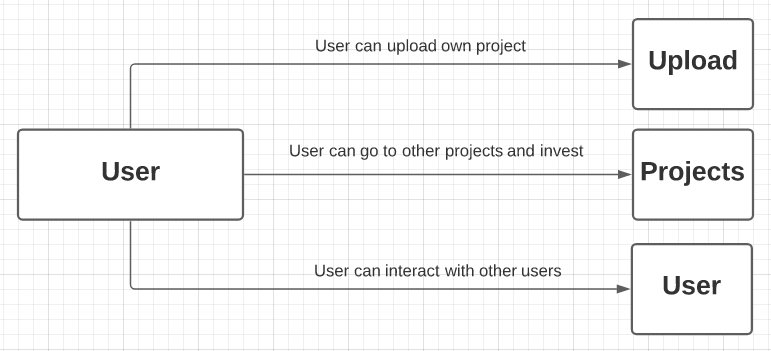 User can upload own project
Upload
User
User can go to other projects and invest
Projects
User can interact with other users
User